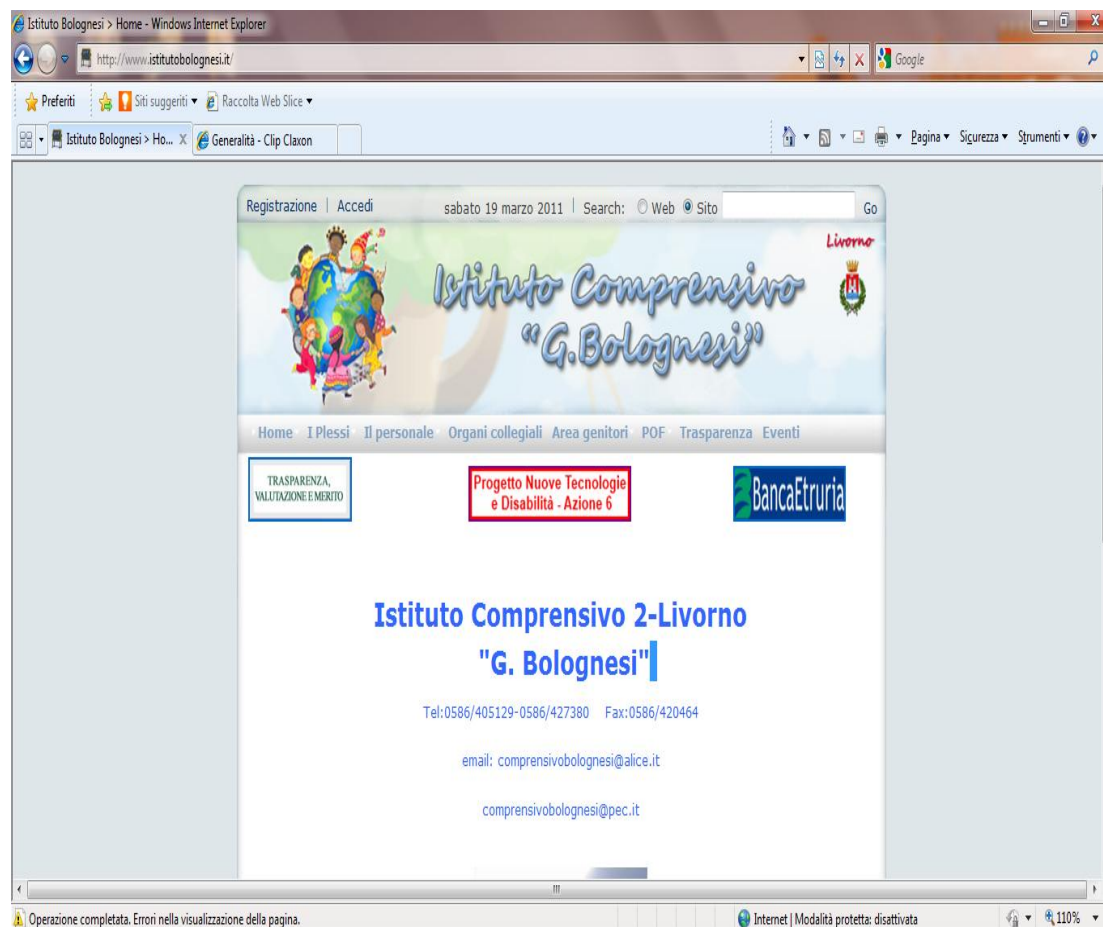 Istituto Bolognesi > Home - Windows Internet Explorer
http://www.istitutobolognesi.it/
Google
Preferiti Siti suggeriti Raccolta Web Slice
Istituto Bolognesi > Ho... X Generalità - Clip Claxon
Pagina Sicurezza Strumenti
Registrazione | Accedi sabato 19 marzo 2011 | Search: Web Sito Go
Livorno
Istituto Comprensivo
"G.Bolognesi"
Home I Plessi Il personale Organi collegiali Area genitori POF Trasparenza Eventi
TRASPARENZA,
VALUTAZIONE E MERITO
Progetto Nuove Tecnologie
e Disabilità - Azione 6
BancaEtruria
Istituto Comprensivo 2-Livorno
"G. Bolognesi"
Tel:0586/405129-0586/427380 Fax:0586/420464
email: comprensivobolognesi@alice.it
comprensivobolognesi@pec.it
Operazione completata. Errori nella visualizzazione della pagina.
Internet | Modalità protetta: disattivata
110%